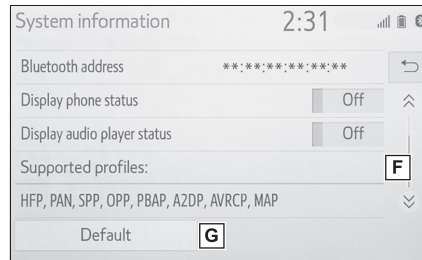 System information 2:31
Bluetooth address **:**:**:**:**:**
Display phone status Off
Display audio player status Off
Supported profiles:
F
HFP, PAN, SPP, OPP, PBAP, A2DP, AVRCP, MAP
Default G